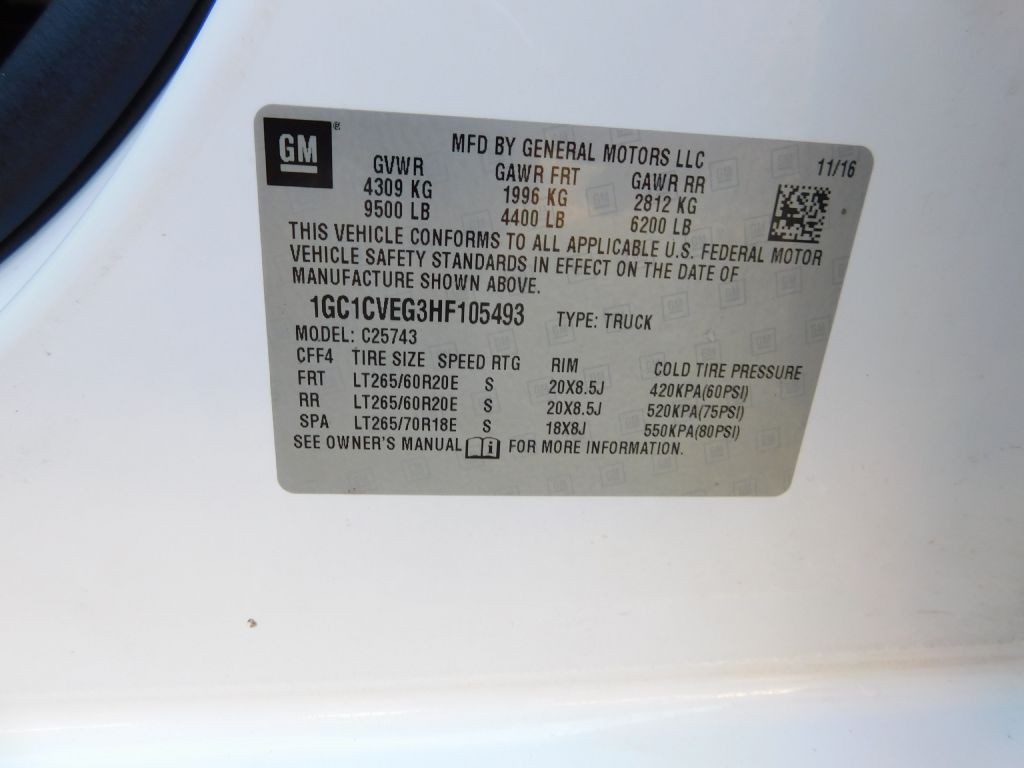 GM®
MFD BY GENERAL MOTORS LLC 11/16
GVWR GAWR FRT GAWR RR
4309 KG 1996 KG 2812 KG
9500 LB 4400 LB 6200 LB
THIS VEHICLE CONFORMS TO ALL APPLICABLE U.S. FEDERAL MOTOR
VEHICLE SAFETY STANDARDS IN EFFECT ON THE DATE OF
MANUFACTURE SHOWN ABOVE.
1GC1CVEG3HF105493 TYPE: TRUCK
MODEL: C25743
CFF4 TIRE SIZE SPEED RTG RIM COLD TIRE PRESSURE
FRT LT265/60R20E S 20X8.5J 420KPA(60PSI)
RR LT265/60R20E S 20X8.5J 520KPA(75PSI)
SPA LT265/70R18E S 18X8J 550KPA(80PSI)
SEE OWNER'S MANUAL i FOR MORE INFORMATION.